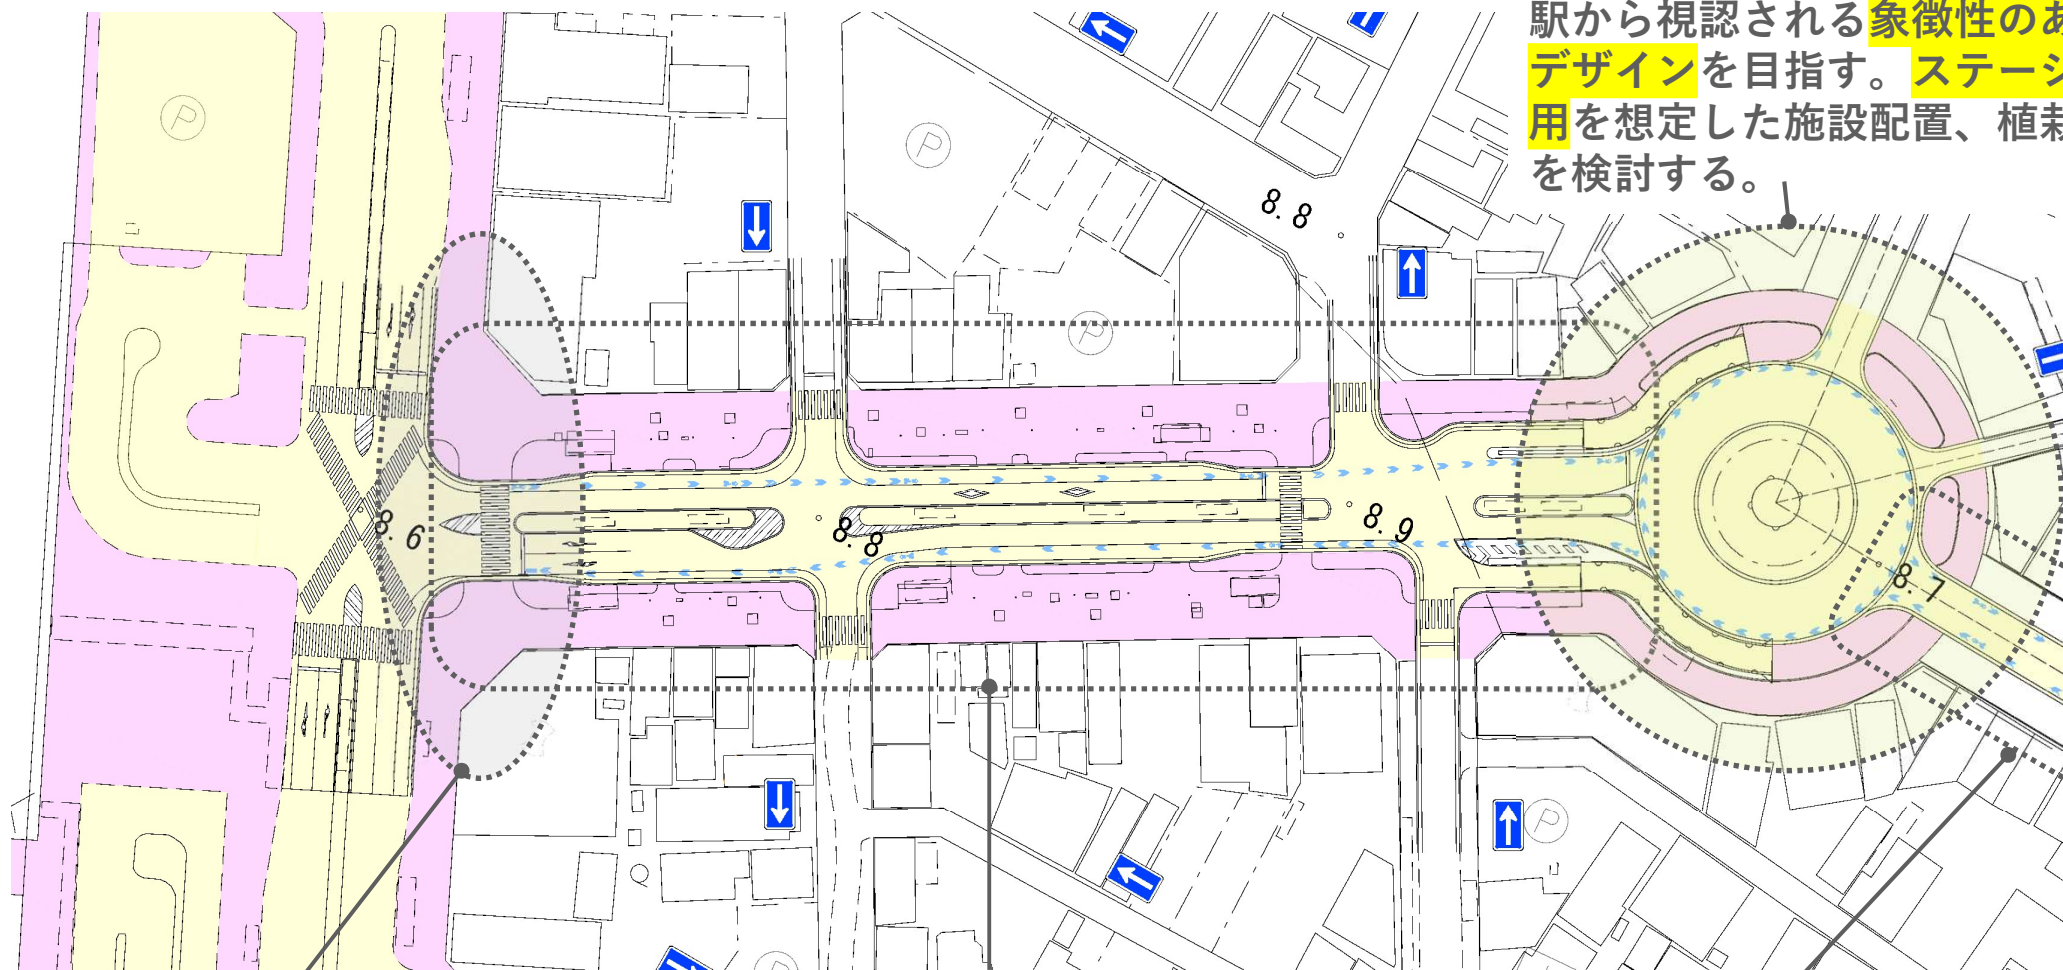 駅から視認される象徴性のあ
デザインを目指す。ステージ
用を想定した施設配置、植栽
を検討する。
P
P
8.8
P
8.6
8.8
8.9
8.7
P
P